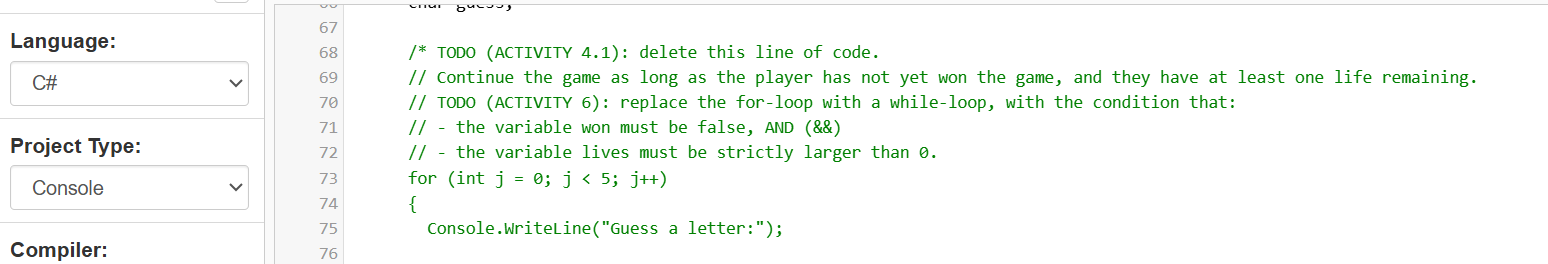 Language:
C#
Project Type:
Console
Compiler:
66 char guess;
67
68 /* TODO (ACTIVITY 4.1): delete this line of code.
69 // Continue the game as long as the player has not yet won the game, and they have at least one life remaining.
70 // TODO (ACTIVITY 6): replace the for-loop with a while-loop, with the condition that:
71 // - the variable won must be false, AND (&&)
72 // - the variable lives must be strictly larger than 0.
73 for (int j = 0; j < 5; j++)
74 {
75 Console.WriteLine("Guess a letter:");
76